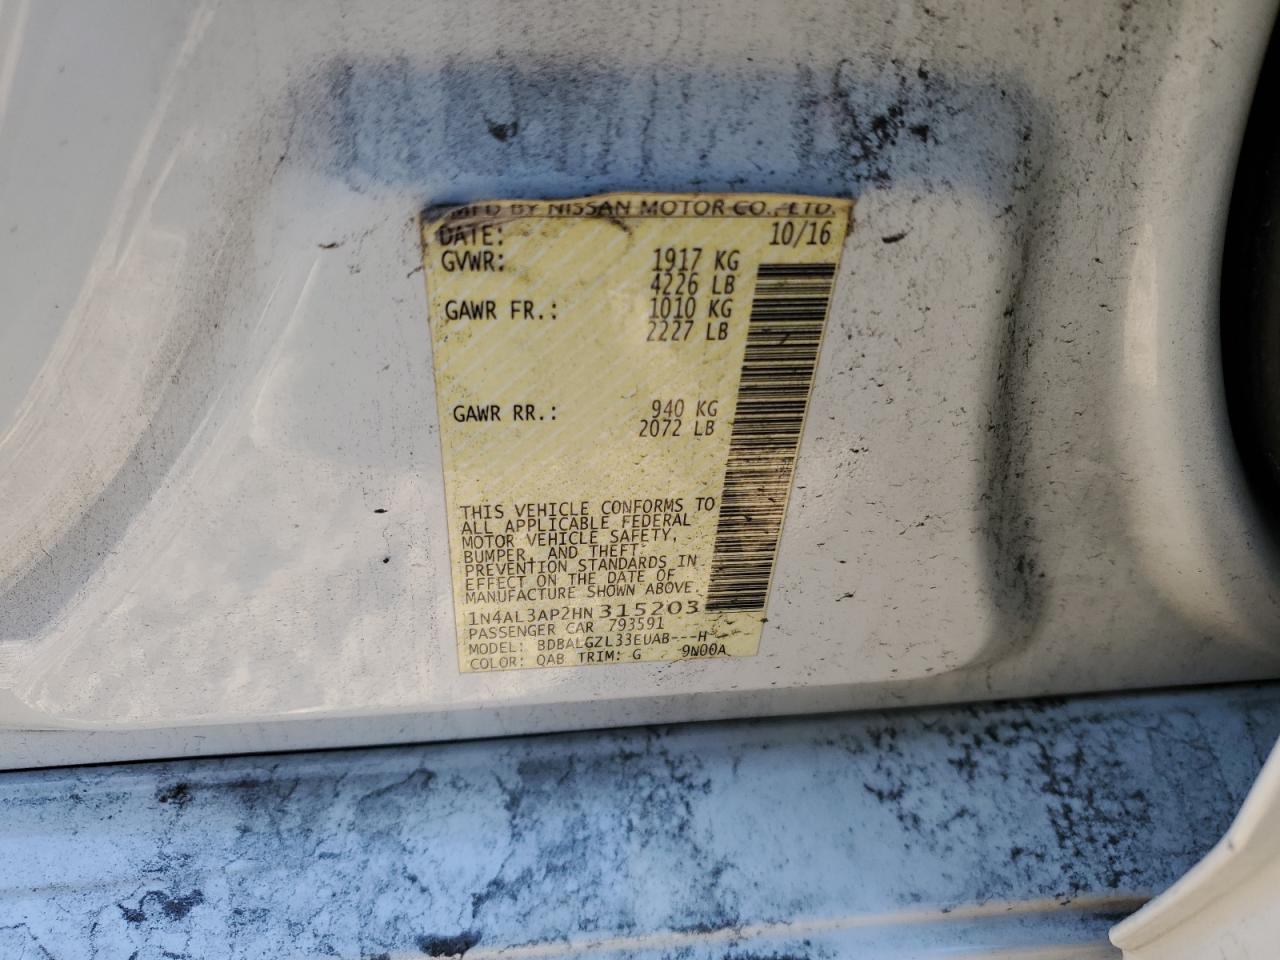 MFD BY NISSAN MOTOR CO., LTD.
DATE: 10/16
GVWR: 1917 KG
4226 LB
GAWR FR.: 1010 KG
2227 LB
GAWR RR.: 940 KG
2072 LB
THIS VEHICLE CONFORMS TO
ALL APPLICABLE FEDERAL
MOTOR VEHICLE SAFETY,
BUMPER, AND THEFT
PREVENTION STANDARDS IN
EFFECT ON THE DATE OF
MANUFACTURE SHOWN ABOVE.
1N4AL3AP2HN315203
PASSENGER CAR 793591
MODEL: BDBALGZL33EUAB---H
COLOR: QAB TRIM: G 9N00A